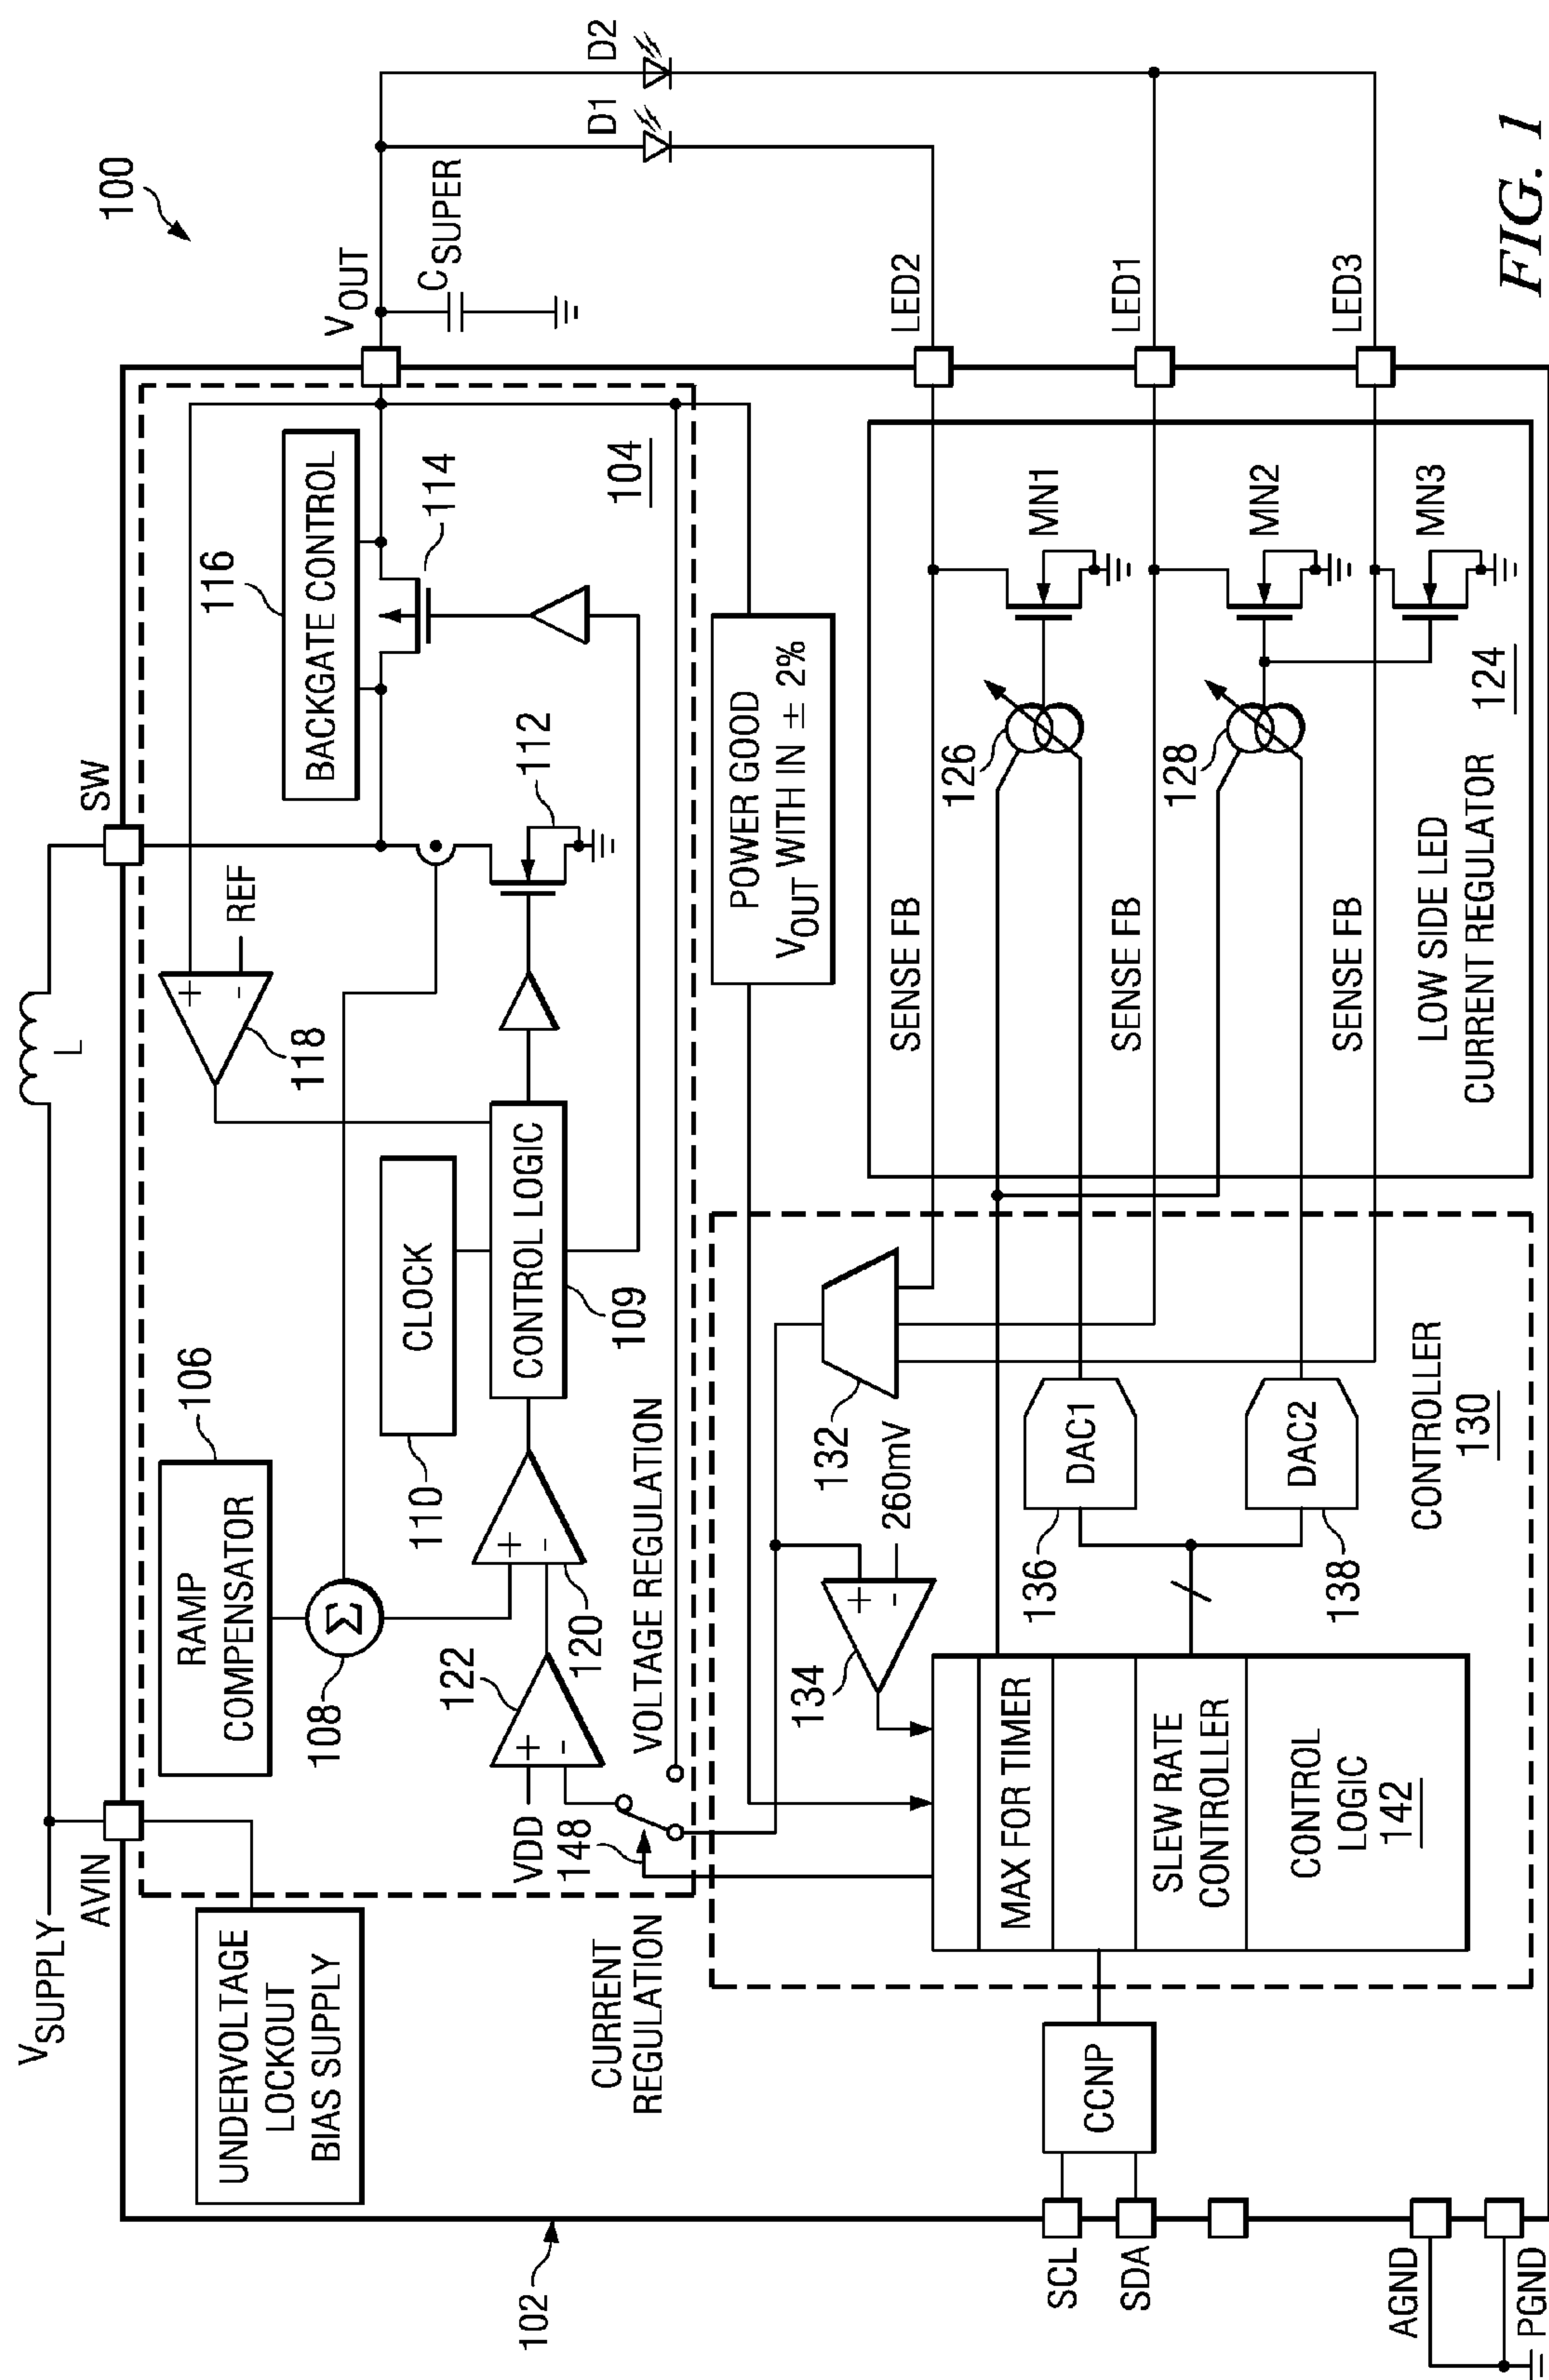 100
V SUPPLY
L
SW
AVIN
UNDERVOLTAGE
LOCKOUT
BIAS SUPPLY
RAMP
COMPENSATOR
106
108
Σ
+
-
REF
118
116
BACKGATE CONTROL
V OUT
C SUPER
D1
D2
CLOCK
110
114
122
+
-
VDD
120
+
-
CONTROL LOGIC
109
112
104
148
CURRENT
REGULATION
VOLTAGE REGULATION
102
POWER GOOD
V OUT WITH IN ± 2%
134
+
-
260mV
132
SENSE FB
LED2
126
MN1
MAX FOR TIMER
SLEW RATE
CONTROLLER
CONTROL
LOGIC
142
136
DAC1
SENSE FB
LED1
128
MN2
138
DAC2
SENSE FB
LED3
MN3
CONTROLLER
130
LOW SIDE LED
CURRENT REGULATOR
124
SCL
SDA
CCNP
AGND
PGND
FIG. 1